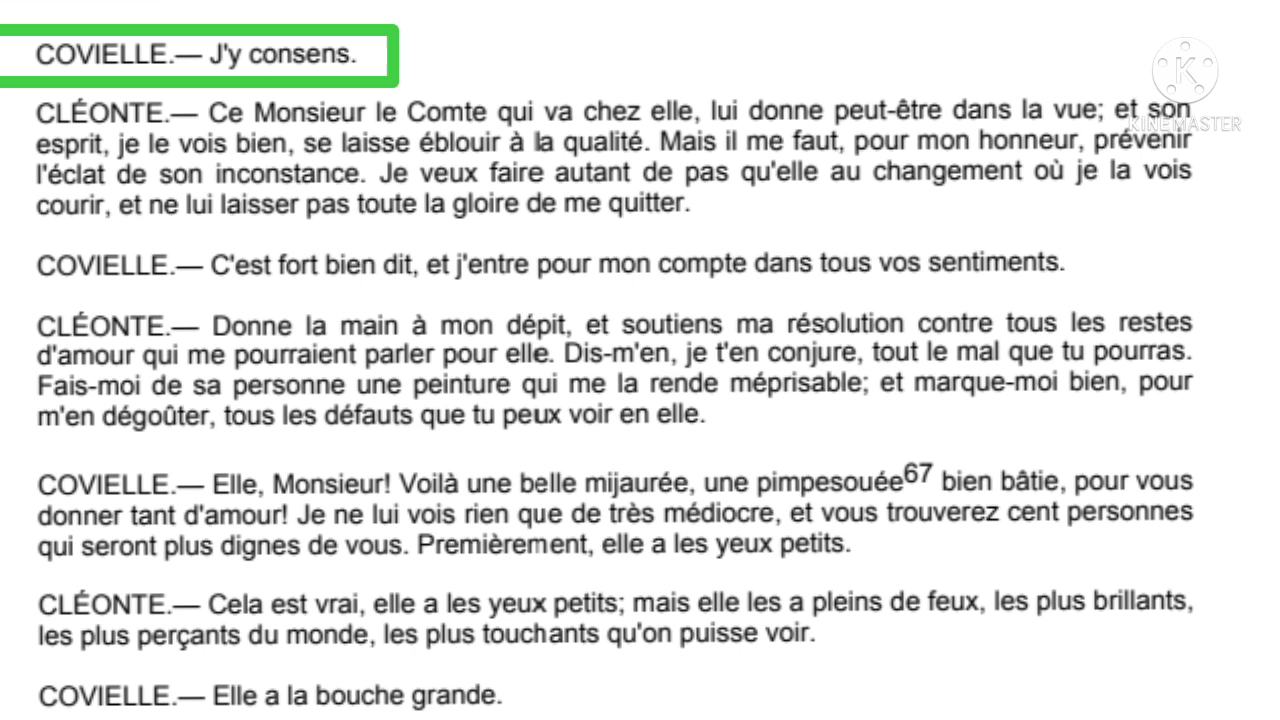 COVIELLE.— J'y consens.
CLÉONTE.— Ce Monsieur le Comte qui va chez elle, lui donne peut-être dans la vue; et son
esprit, je le vois bien, se laisse éblouir à la qualité. Mais il me faut, pour mon honneur, prévenir
l'éclat de son inconstance. Je veux faire autant de pas qu'elle au changement où je la vois
courir, et ne lui laisser pas toute la gloire de me quitter.
COVIELLE.— C'est fort bien dit, et j'entre pour mon compte dans tous vos sentiments.
CLÉONTE.— Donne la main à mon dépit, et soutiens ma résolution contre tous les restes
d'amour qui me pourraient parler pour elle. Dis-m'en, je t'en conjure, tout le mal que tu pourras.
Fais-moi de sa personne une peinture qui me la rende méprisable; et marque-moi bien, pour
m'en dégoûter, tous les défauts que tu peux voir en elle.
COVIELLE.— Elle, Monsieur! Voilà une belle mijaurée, une pimpesouée67 bien bâtie, pour vous
donner tant d'amour! Je ne lui vois rien que de très médiocre, et vous trouverez cent personnes
qui seront plus dignes de vous. Premièrement, elle a les yeux petits.
CLÉONTE.— Cela est vrai, elle a les yeux petits; mais elle les a pleins de feux, les plus brillants,
les plus perçants du monde, les plus touchants qu'on puisse voir.
COVIELLE.— Elle a la bouche grande.
K
KINEMASTER